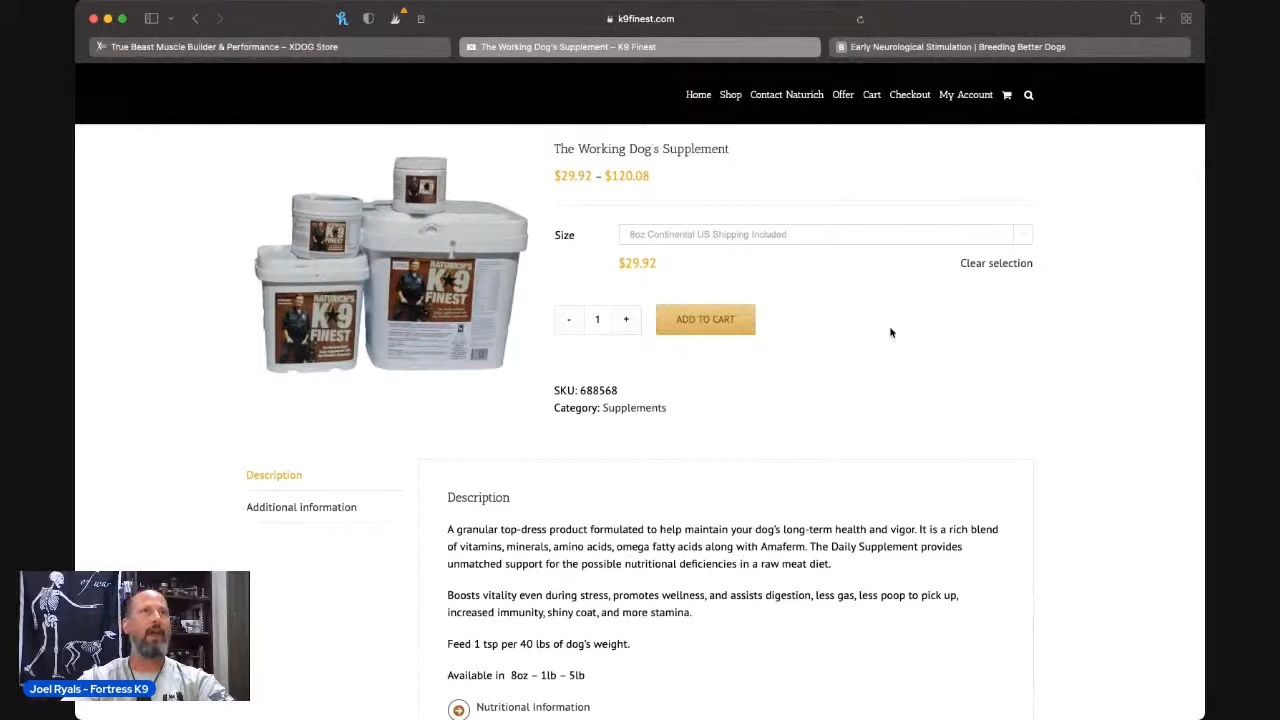 k9finest.com
True Beast Muscle Builder & Performance – XDOG Store
The Working Dog's Supplement – K9 Finest
Early Neurological Stimulation | Breeding Better Dogs
Home Shop Contact Naturich Offer Cart Checkout My Account
The Working Dog's Supplement
$29.92 – $120.08
Size
8oz Continental US Shipping Included
$29.92
Clear selection
- 1 +
ADD TO CART
SKU: 688568
Category: Supplements
NATURICH'S
K9
FINEST
NATURICH'S
K9
FINEST
Description
Additional information
Description
A granular top-dress product formulated to help maintain your dog's long-term health and vigor. It is a rich blend
of vitamins, minerals, amino acids, omega fatty acids along with Amaferm. The Daily Supplement provides
unmatched support for the possible nutritional deficiencies in a raw meat diet.
Boosts vitality even during stress, promotes wellness, and assists digestion, less gas, less poop to pick up,
increased immunity, shiny coat, and more stamina.
Feed 1 tsp per 40 lbs of dog's weight.
Available in 8oz – 1lb – 5lb
Nutritional Information
Joel Ryals - Fortress K9